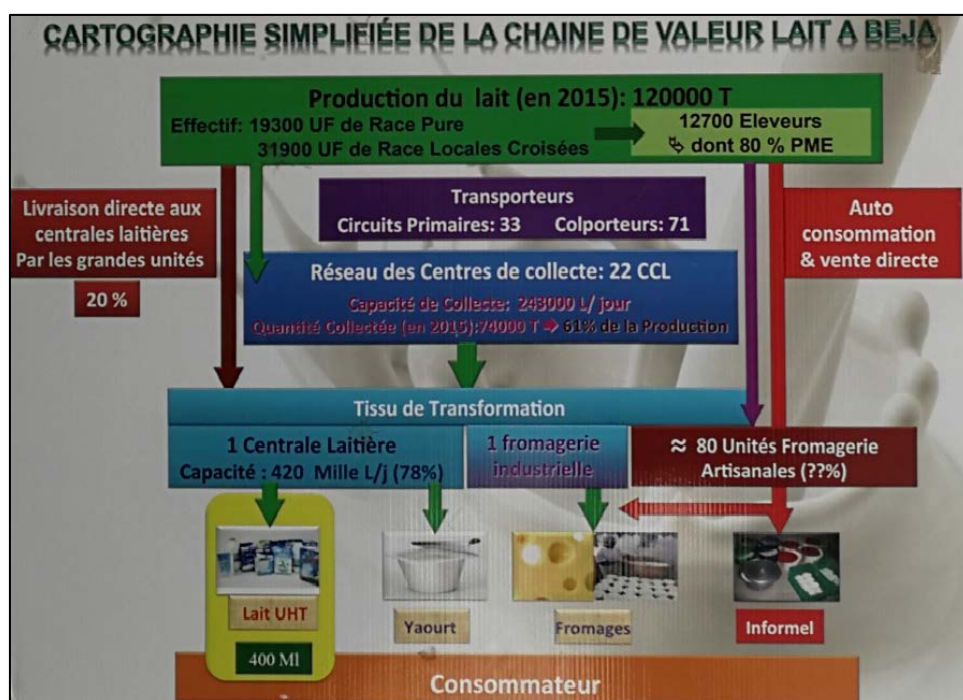 CARTOGRAPHIE SIMPLIFIÉE DE LA CHAINE DE VALEUR LAIT A BEJA
Production du lait (en 2015): 120000 T
Effectif: 19300 UF de Race Pure
31900 UF de Race Locales Croisées
12700 Eleveurs
dont 80 % PME
Livraison directe aux
centrales laitières
Par les grandes unités
20 %
Transporteurs
Circuits Primaires: 33 Colporteurs: 71
Auto
consommation
& vente directe
Réseau des Centres de collecte: 22 CCL
Capacité de Collecte: 243000 L/ jour
Quantité Collectée (en 2015):74000 T ➔ 61% de la Production
Tissu de Transformation
1 Centrale Laitière
Capacité : 420 Mille L/j (78%)
1 fromagerie
industrielle
≈ 80 Unités Fromagerie
Artisanales (??%)
Lait UHT
400 Ml
Yaourt
Fromages
Informel
Consommateur